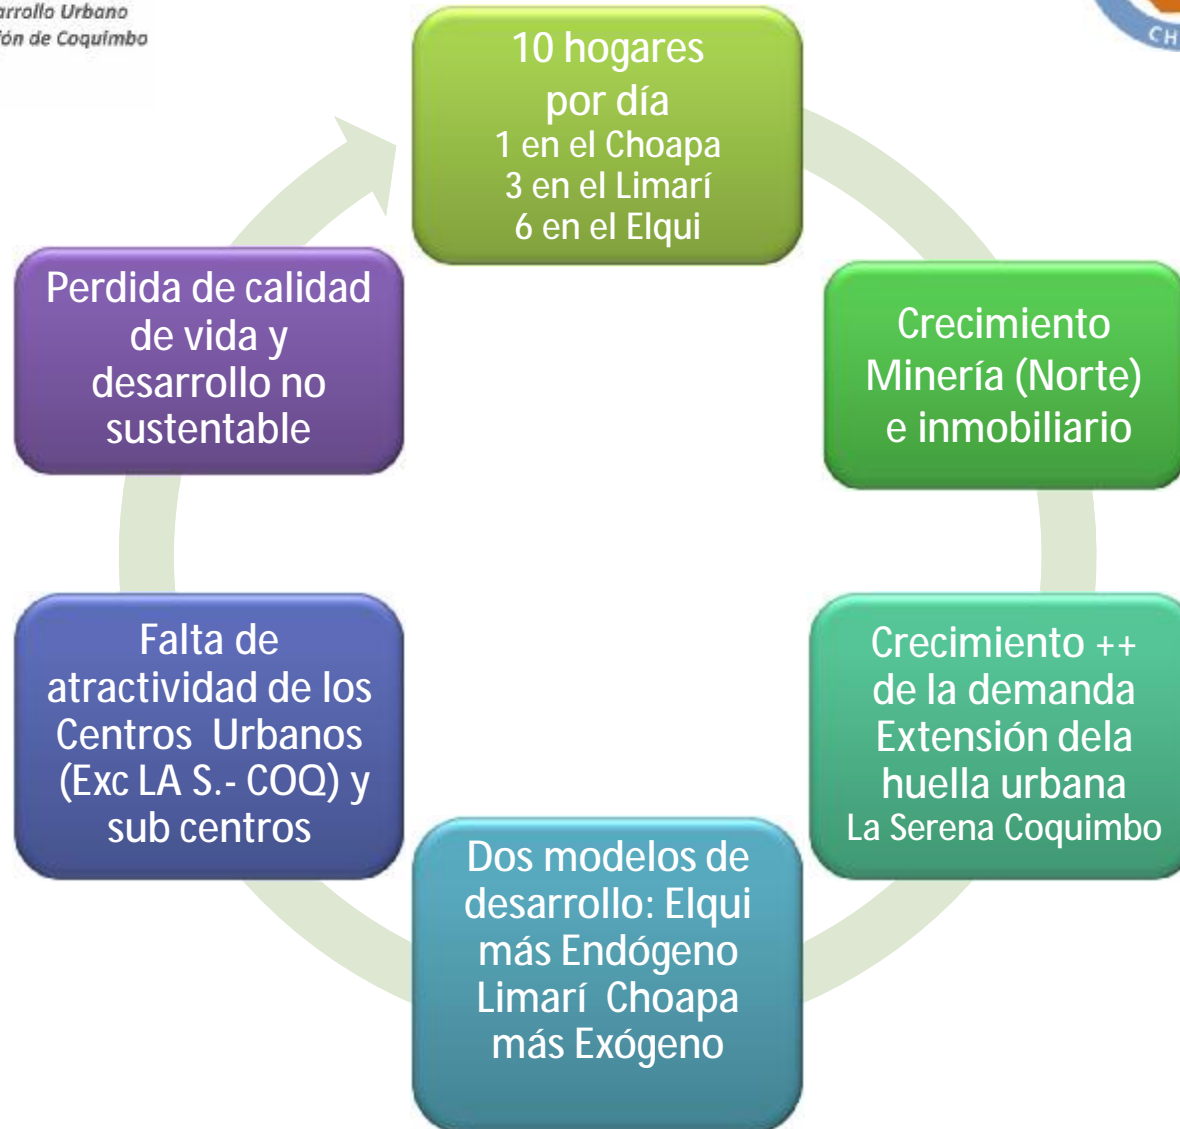 arrollo Urbano
ión de Coquimbo
CH
10 hogares
por día
1 en el Choapa
3 en el Limarí
6 en el Elqui
Crecimiento
Minería (Norte)
e inmobiliario
Crecimiento ++
de la demanda
Extensión dela
huella urbana
La Serena Coquimbo
Dos modelos de
desarrollo: Elqui
más Endógeno
Limarí Choapa
más Exógeno
Falta de
atractividad de los
Centros Urbanos
(Exc LA S.- COQ) y
sub centros
Perdida de calidad
de vida y
desarrollo no
sustentable